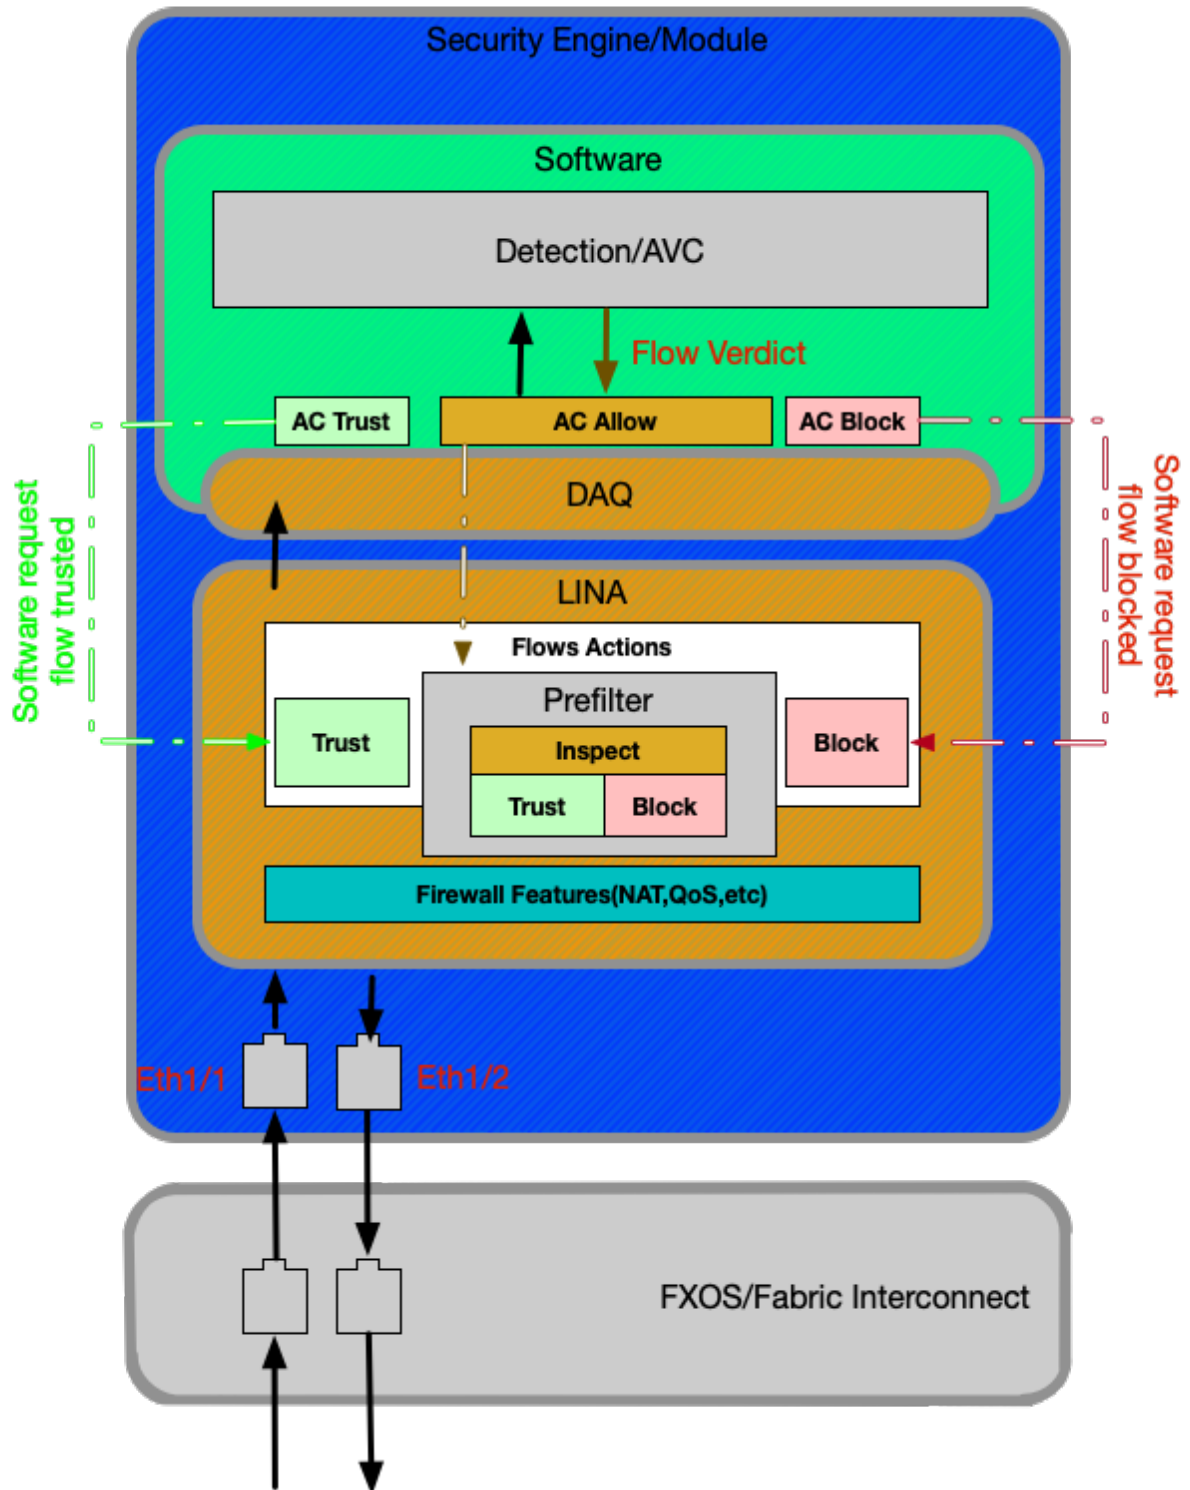 Security Engine/Module
Software
Detection/AVC
Flow Verdict
AC Trust
AC Allow
AC Block
DAQ
Software request
flow trusted
Software request
flow blocked
LINA
Flows Actions
Prefilter
Inspect
Trust
Trust
Block
Block
Firewall Features(NAT,QoS,etc)
Eth1/1
Eth1/2
FXOS/Fabric Interconnect